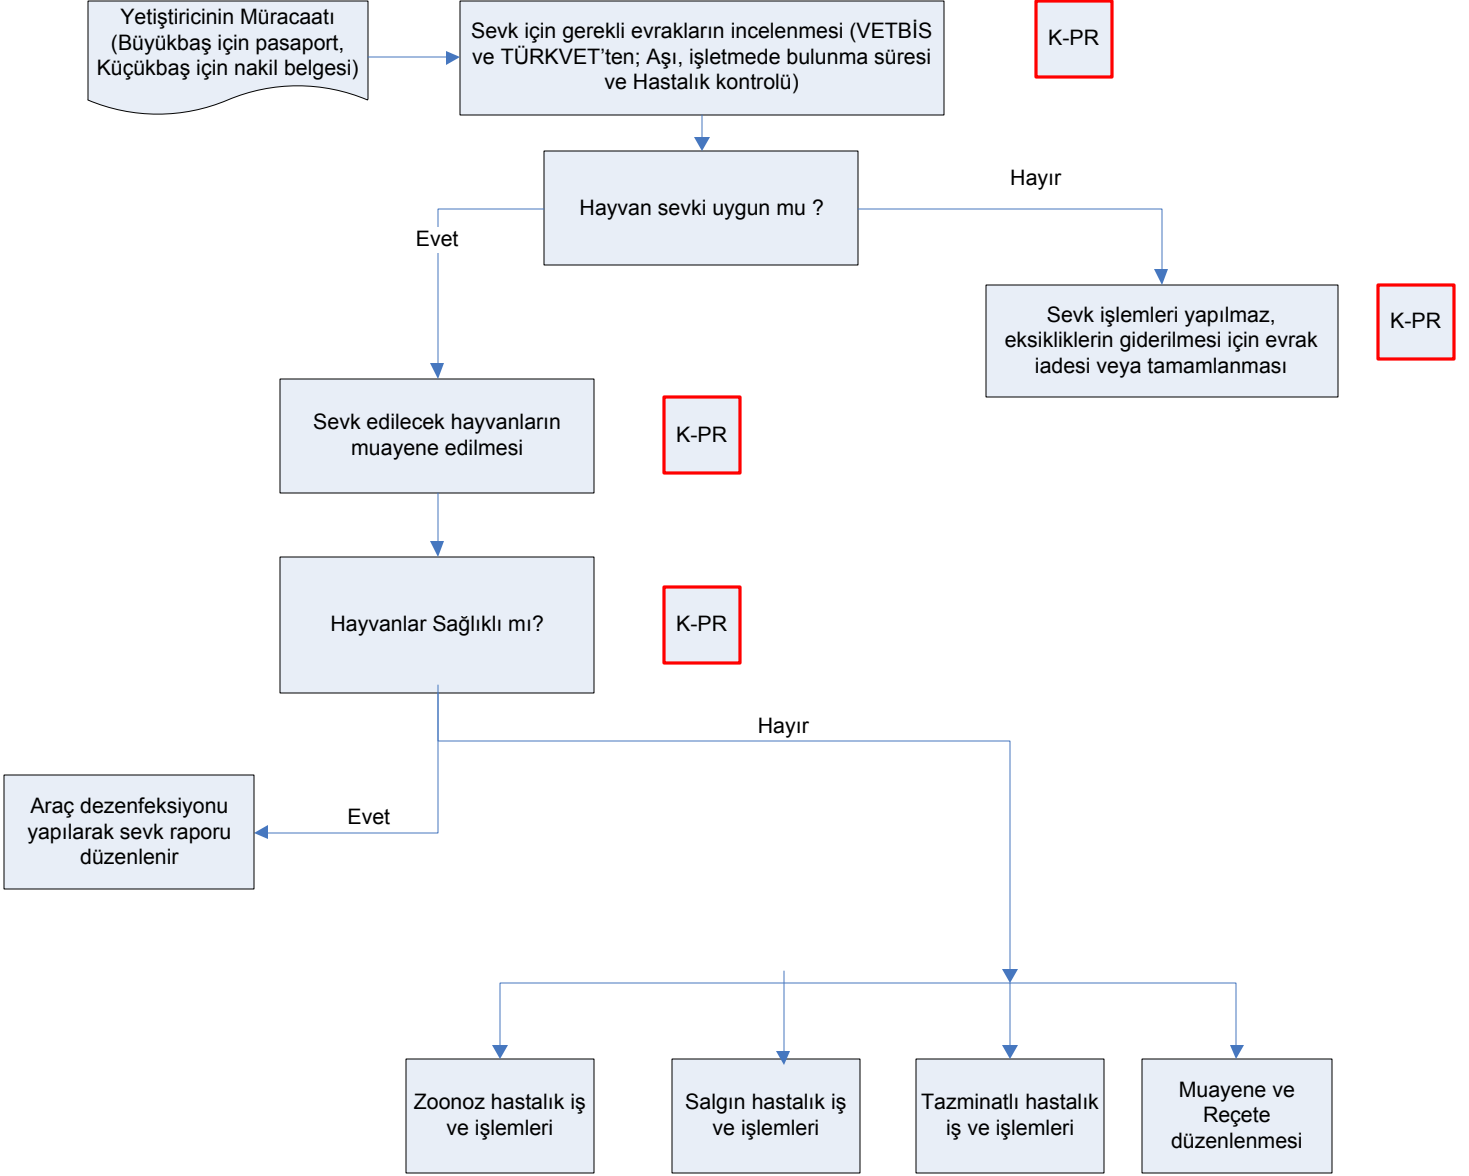 Yetiştiricinin Müracaatı
(Büyükbaş için pasaport,
Küçükbaş için nakil belgesi)
Sevk için gerekli evrakların incelenmesi (VETBİS
ve TÜRKVET’ten; Aşı, işletmede bulunma süresi
ve Hastalık kontrolü)
K-PR
Hayvan sevki uygun mu ?
Hayır
Evet
Sevk işlemleri yapılmaz,
eksikliklerin giderilmesi için evrak
iadesi veya tamamlanması
K-PR
Sevk edilecek hayvanların
muayene edilmesi
K-PR
Hayvanlar Sağlıklı mı?
K-PR
Hayır
Araç dezenfeksiyonu
yapılarak sevk raporu
düzenlenir
Evet
Zoonoz hastalık iş
ve işlemleri
Salgın hastalık iş
ve işlemleri
Tazminatlı hastalık
iş ve işlemleri
Muayene ve
Reçete
düzenlenmesi